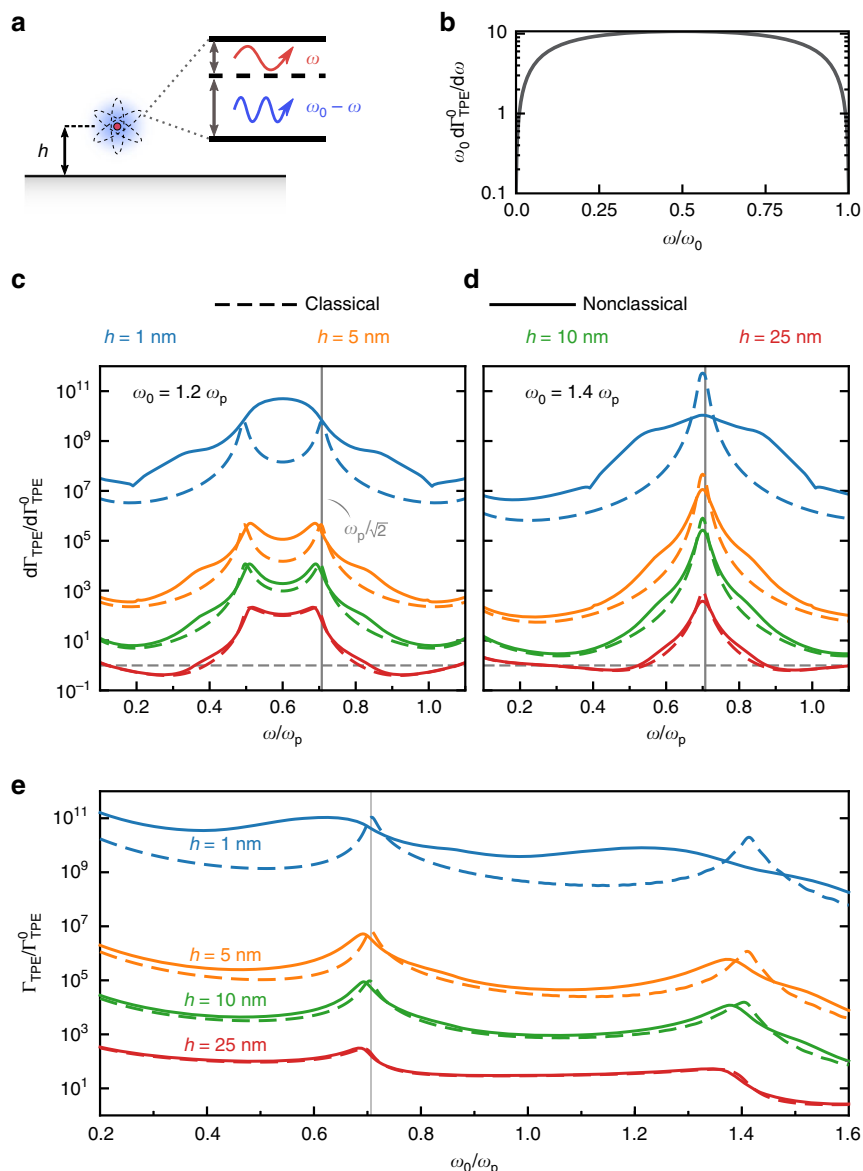 a
ω
ω₀ − ω
h
b
ω₀ dΓ⁰TPE/dω
10
1
0.1
0.0 0.25 0.50 0.75 1.0
ω/ω₀
c
Classical
d
Nonclassical
h = 1 nm
h = 5 nm
h = 10 nm
h = 25 nm
dΓTPE/dΓ⁰TPE
10¹¹
10⁹
10⁷
10⁵
10³
10¹
10⁻¹
ω₀ = 1.2 ωp
ωp/√2
0.2 0.4 0.6 0.8 1.0
ω/ωp
ω₀ = 1.4 ωp
0.2 0.4 0.6 0.8 1.0
ω/ωp
e
ΓTPE/Γ⁰TPE
10¹¹
10⁹
10⁷
10⁵
10³
10¹
h = 1 nm
h = 5 nm
h = 10 nm
h = 25 nm
0.2 0.4 0.6 0.8 1.0 1.2 1.4 1.6
ω₀/ωp